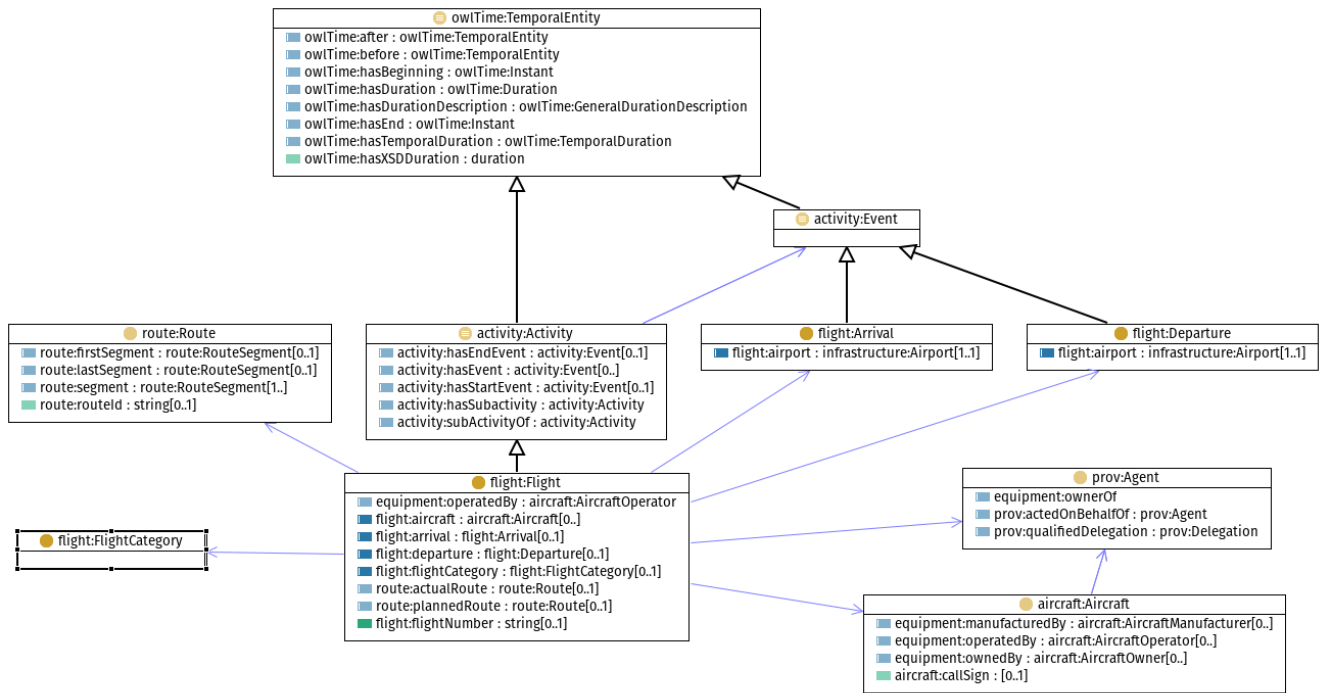 owlTime:TemporalEntity
owlTime:after : owlTime:TemporalEntity
owlTime:before : owlTime:TemporalEntity
owlTime:hasBeginning : owlTime:Instant
owlTime:hasDuration : owlTime:Duration
owlTime:hasDurationDescription : owlTime:GeneralDurationDescription
owlTime:hasEnd : owlTime:Instant
owlTime:hasTemporalDuration : owlTime:TemporalDuration
owlTime:hasXSDDuration : duration
activity:Event
route:Route
route:firstSegment : route:RouteSegment[0..1]
route:lastSegment : route:RouteSegment[0..1]
route:segment : route:RouteSegment[1..]
route:routeId : string[0..1]
activity:Activity
activity:hasEndEvent : activity:Event[0..1]
activity:hasEvent : activity:Event[0..]
activity:hasStartEvent : activity:Event[0..1]
activity:hasSubactivity : activity:Activity
activity:subActivityOf : activity:Activity
flight:Arrival
flight:airport : infrastructure:Airport[1..1]
flight:Departure
flight:airport : infrastructure:Airport[1..1]
flight:FlightCategory
flight:Flight
equipment:operatedBy : aircraft:AircraftOperator
flight:aircraft : aircraft:Aircraft[0..]
flight:arrival : flight:Arrival[0..1]
flight:departure : flight:Departure[0..1]
flight:flightCategory : flight:FlightCategory[0..1]
route:actualRoute : route:Route[0..1]
route:plannedRoute : route:Route[0..1]
flight:flightNumber : string[0..1]
prov:Agent
equipment:ownerOf
prov:actedOnBehalfOf : prov:Agent
prov:qualifiedDelegation : prov:Delegation
aircraft:Aircraft
equipment:manufacturedBy : aircraft:AircraftManufacturer[0..]
equipment:operatedBy : aircraft:AircraftOperator[0..]
equipment:ownedBy : aircraft:AircraftOwner[0..]
aircraft:callSign : [0..1]